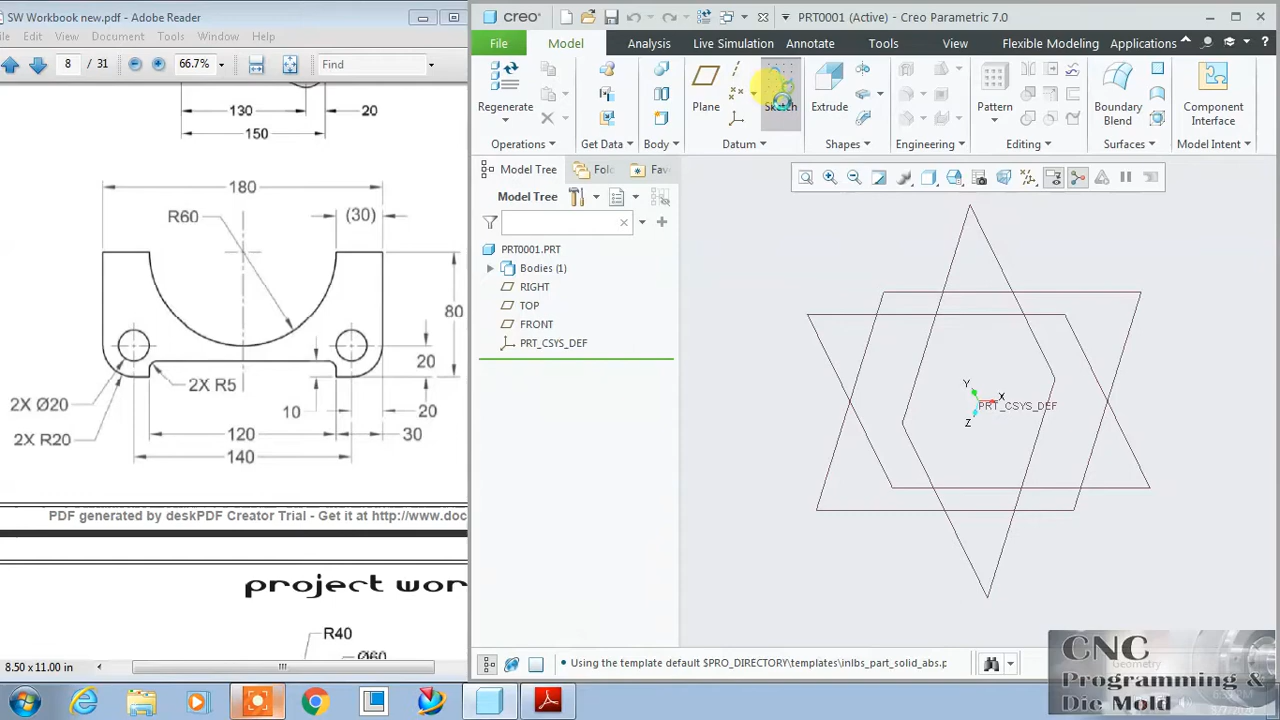 SW Workbook new.pdf - Adobe Reader
Edit View Document Tools Window Help
8 / 31 66.7% Find
130 20
150
180
R60 (30)
80
20
2X R5
2X Ø20 10 20
2X R20
120 30
140
PDF generated by deskPDF Creator Trial - Get it at http://www.doc
project wor
R40
Ø60
8.50 x 11.00 in
creo® PRT0001 (Active) - Creo Parametric 7.0
File Model Analysis Live Simulation Annotate Tools View Flexible Modeling Applications
Regenerate Plane Sketch Extrude Pattern Boundary Blend Component Interface
Operations Get Data Body Datum Shapes Engineering Editing Surfaces Model Intent
Model Tree Fol Fav
Model Tree
PRT0001.PRT
Bodies (1)
RIGHT
TOP
FRONT
PRT_CSYS_DEF
Y
X
PRT_CSYS_DEF
Z
• Using the template default $PRO_DIRECTORY\templates\inlbs_part_solid_abs.p
CNC
Geometry
Programming &
Die Mold